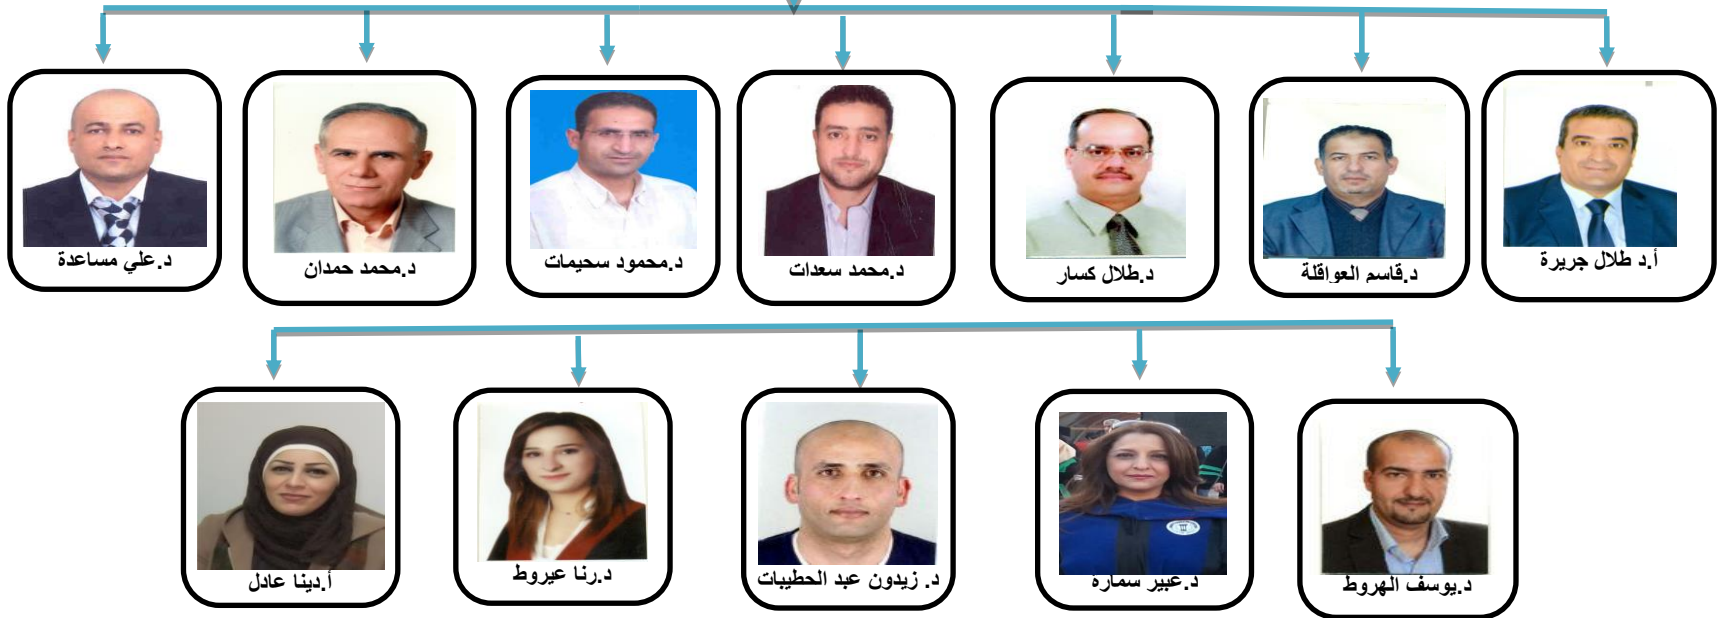 أ.د طلال جريرة
د.قاسم العواقلة
د.طلال كسار
د.محمد سعدات
د.محمود سحيمات
د.محمد حمدان
د.علي مساعدة
د.يوسف الهروط
د.عبير سمارة
د. زيدون عبد الحطيبات
د.رنا عيروط
أ.دينا عادل